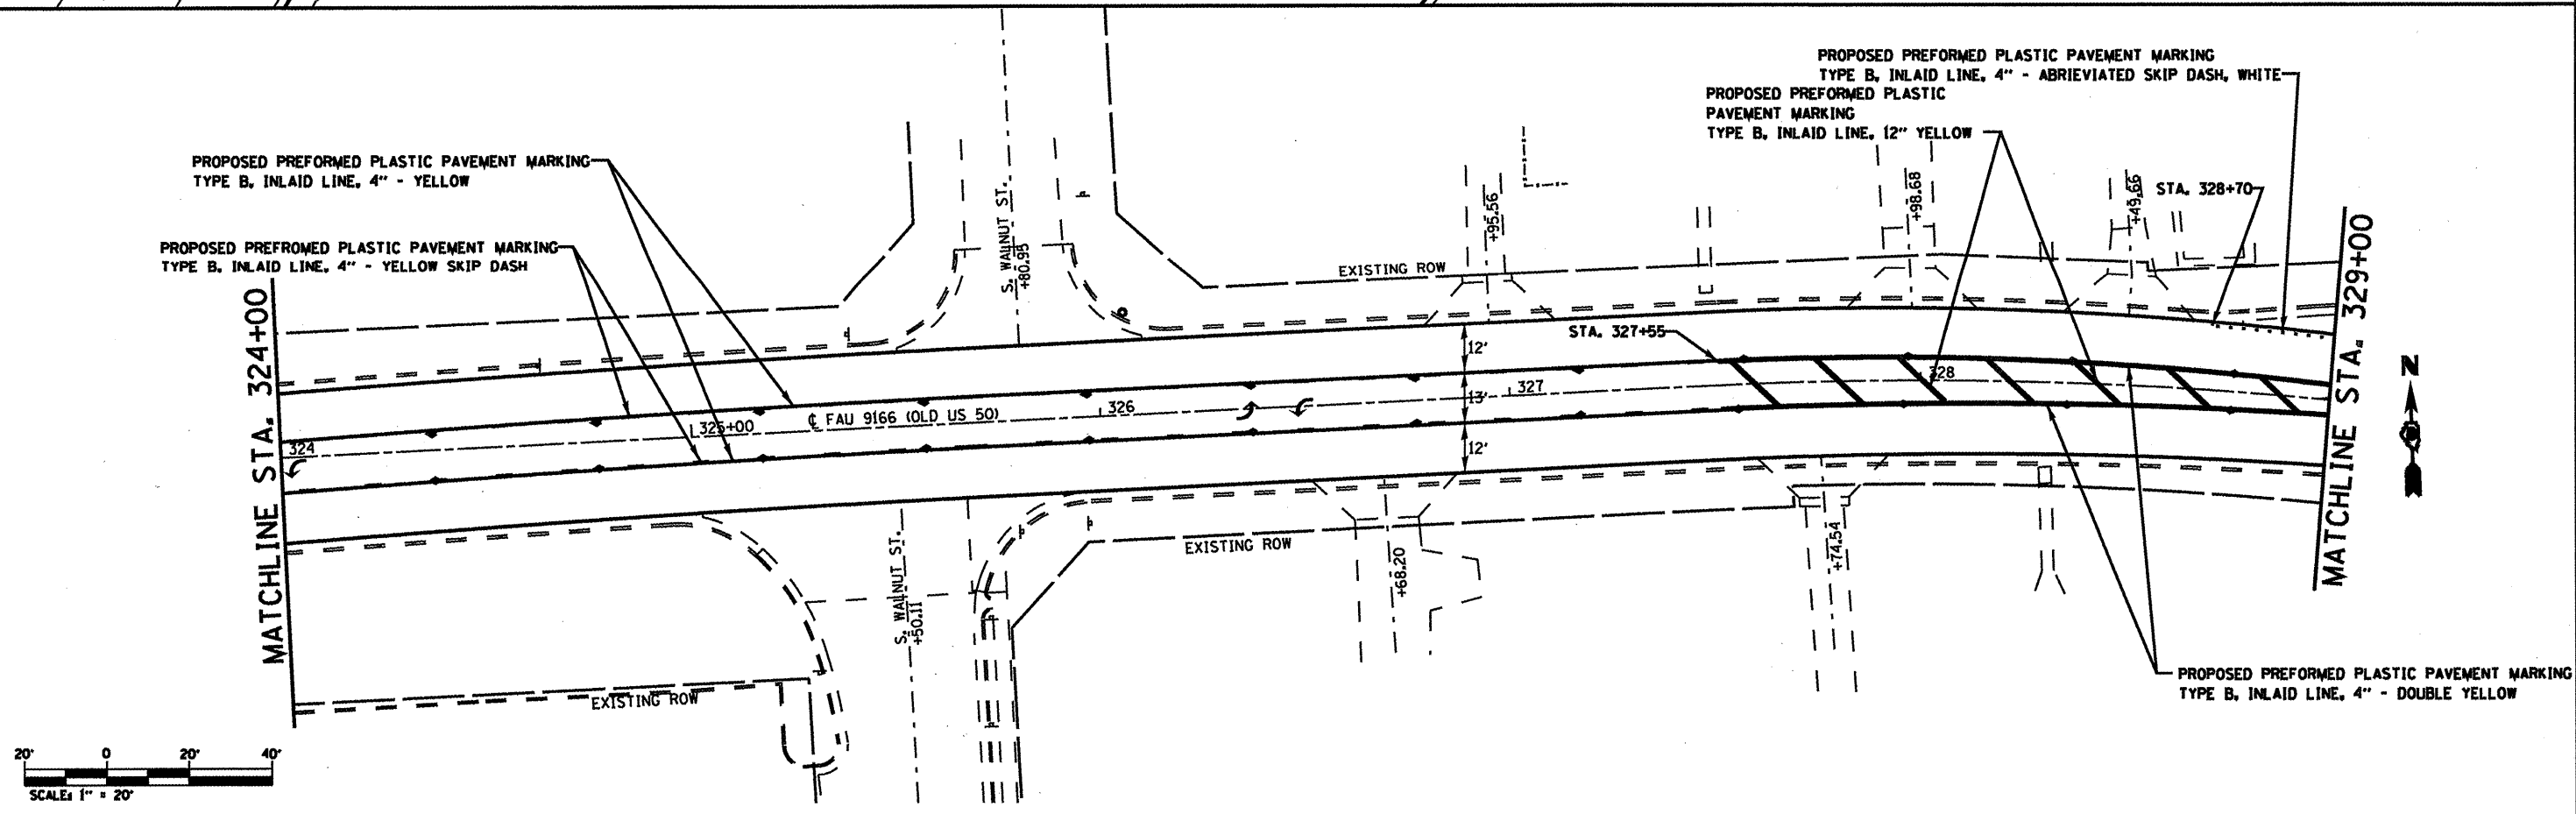 PROPOSED PREFORMED PLASTIC PAVEMENT MARKING
TYPE B, INLAID LINE, 4" - ABRIEVIATED SKIP DASH, WHITE
PROPOSED PREFORMED PLASTIC
PAVEMENT MARKING
TYPE B, INLAID LINE, 12" YELLOW
PROPOSED PREFORMED PLASTIC PAVEMENT MARKING
TYPE B, INLAID LINE, 4" - YELLOW
PROPOSED PREFROMED PLASTIC PAVEMENT MARKING
TYPE B, INLAID LINE, 4" - YELLOW SKIP DASH
S. WALNUT ST.
+80.95
EXISTING ROW
+95.56
+98.68
+49.66
STA. 328+70
STA. 327+55
MATCHLINE STA. 324+00
MATCHLINE STA. 329+00
N
12'
13'
12'
324
325+00
℄ FAU 9166 (OLD US 50)
326
327
328
S. WALNUT ST.
+50.11
EXISTING ROW
+68.20
+74.54
EXISTING ROW
PROPOSED PREFORMED PLASTIC PAVEMENT MARKING
TYPE B, INLAID LINE, 4" - DOUBLE YELLOW
20' 0 20' 40'
SCALE: 1" = 20'